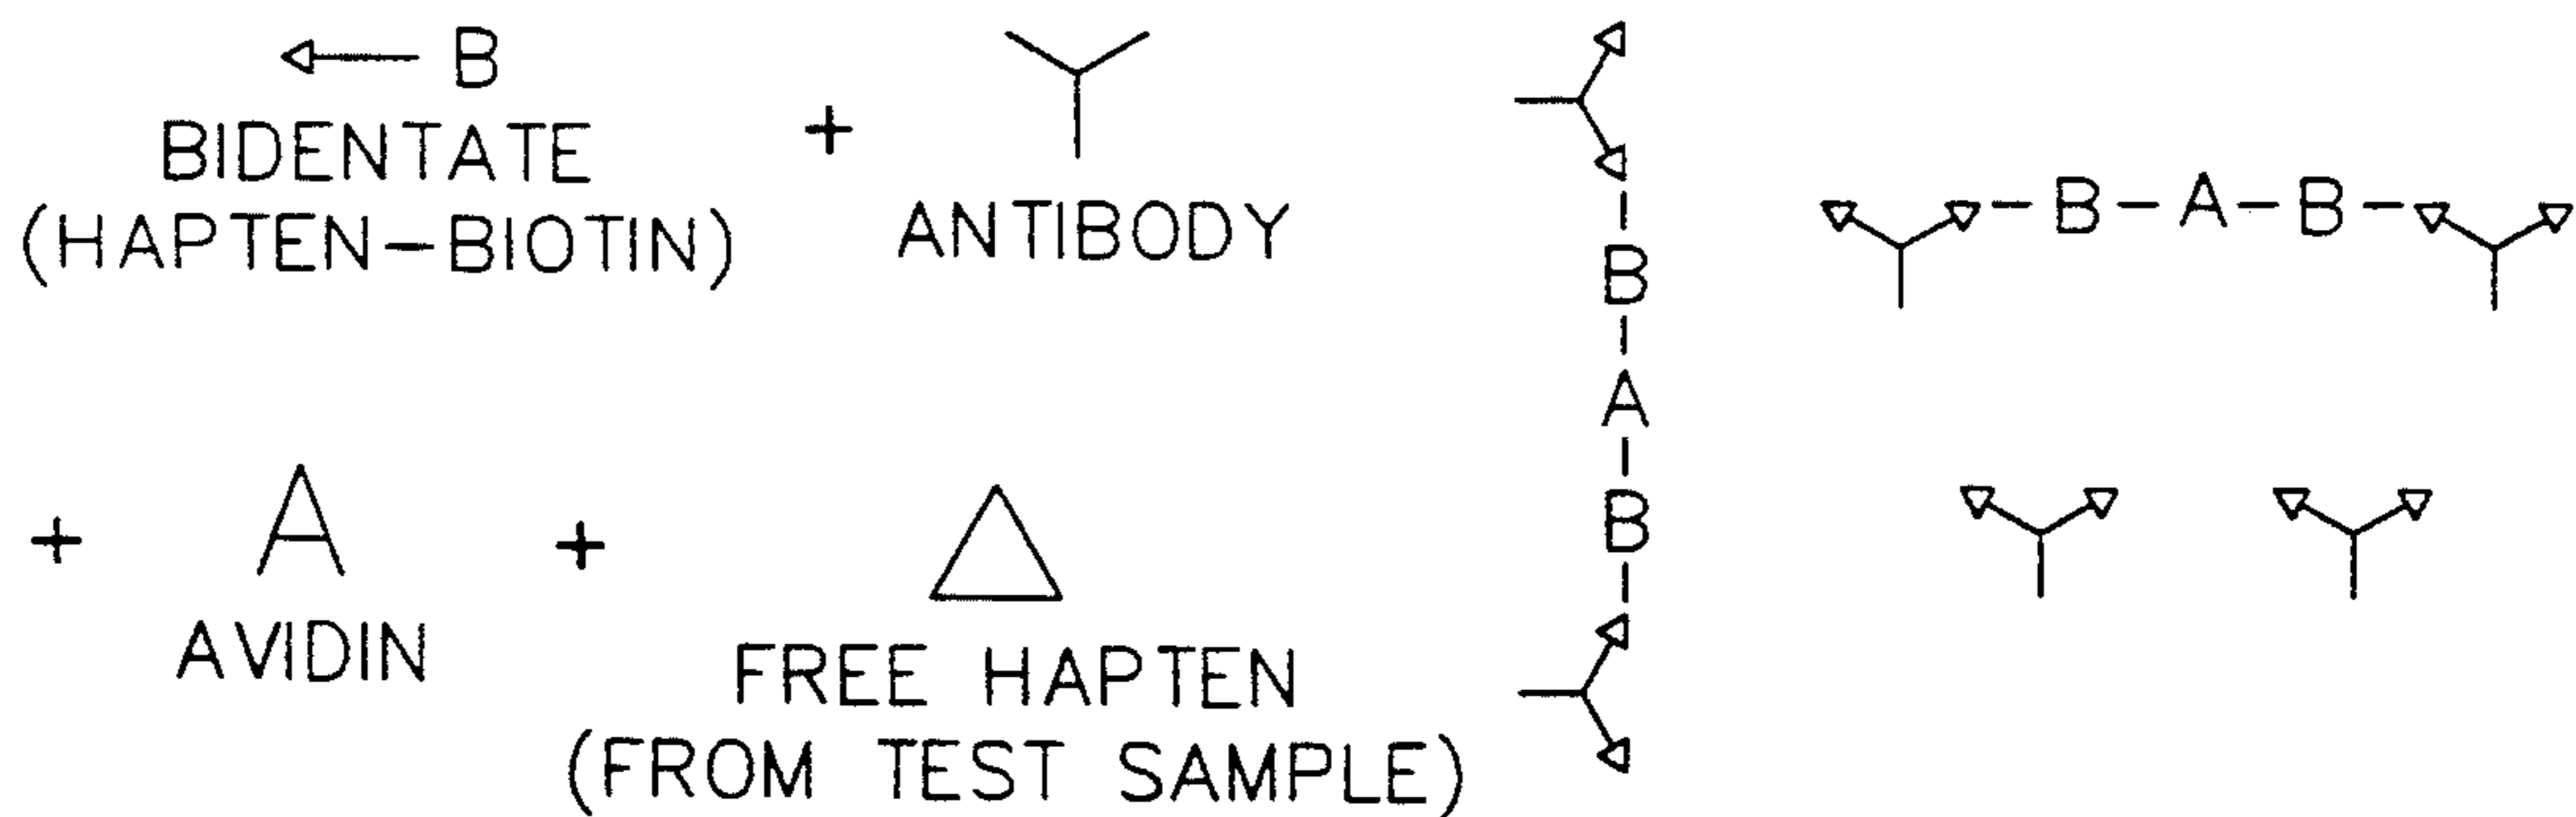 B
BIDENTATE
(HAPTEN-BIOTIN)
+
ANTIBODY
+
A
AVIDIN
+
FREE HAPTEN
(FROM TEST SAMPLE)
B
A
B
B-A-B